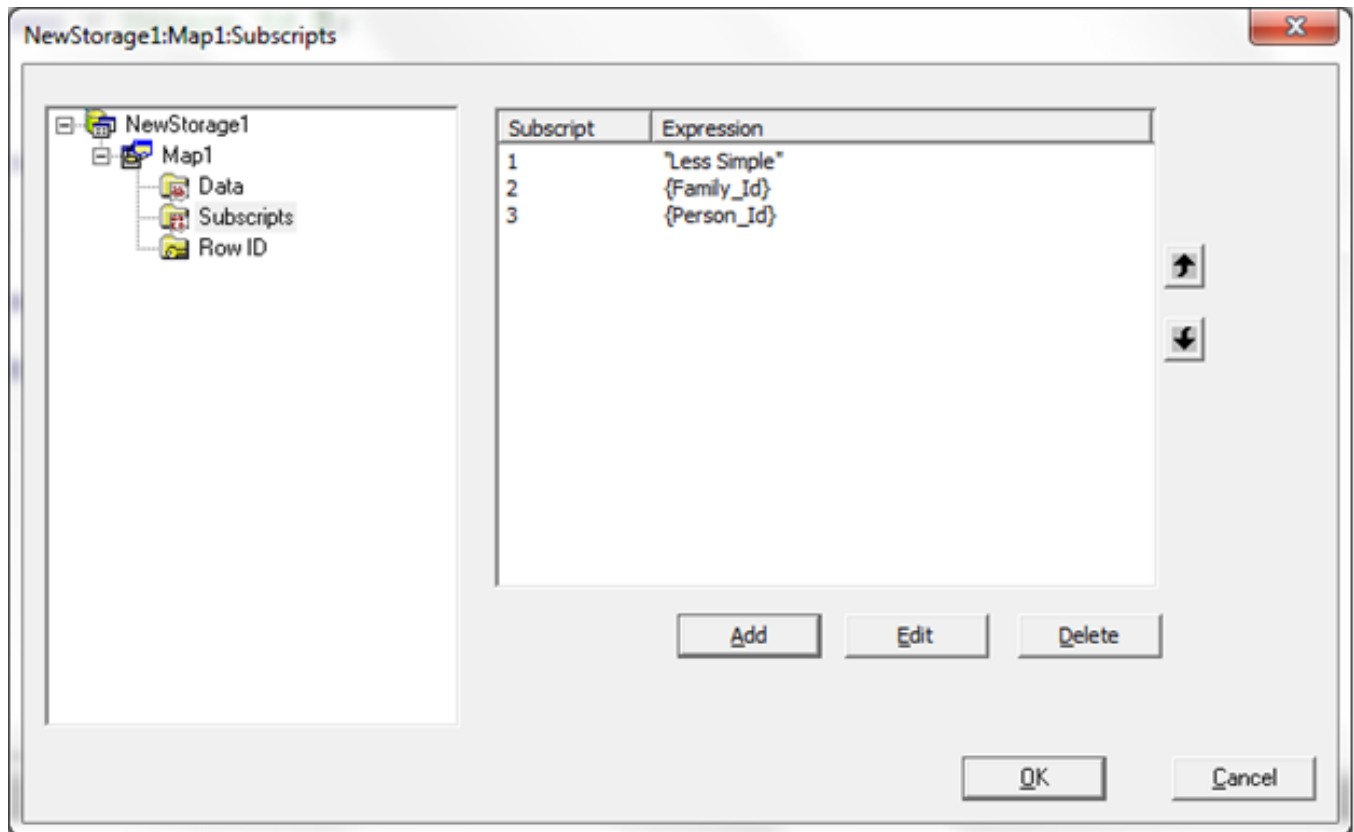 NewStorage1:Map1:Subscripts
NewStorage1
Map1
Data
Subscripts
Row ID
Subscript Expression
1 "Less Simple"
2 {Family_Id}
3 {Person_Id}
Add Edit Delete
OK Cancel